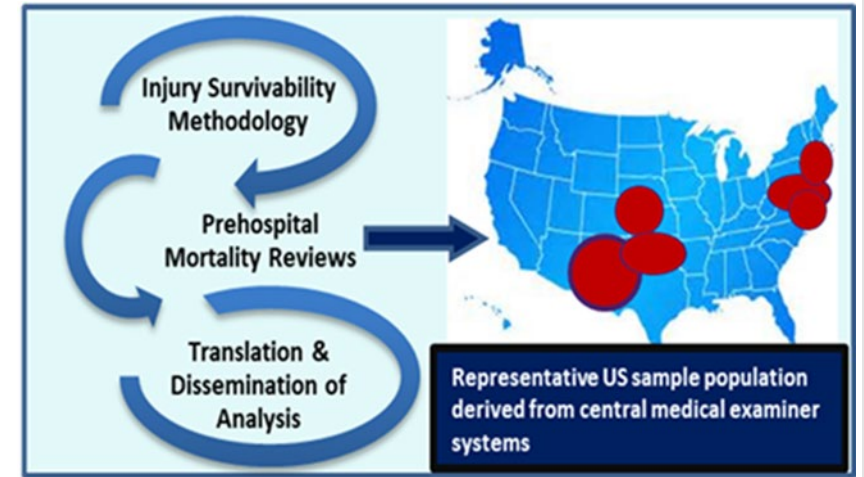 Injury Survivability
Methodology
Prehospital
Mortality Reviews
Translation &
Dissemination of
Analysis
Representative US sample population
derived from central medical examiner
systems